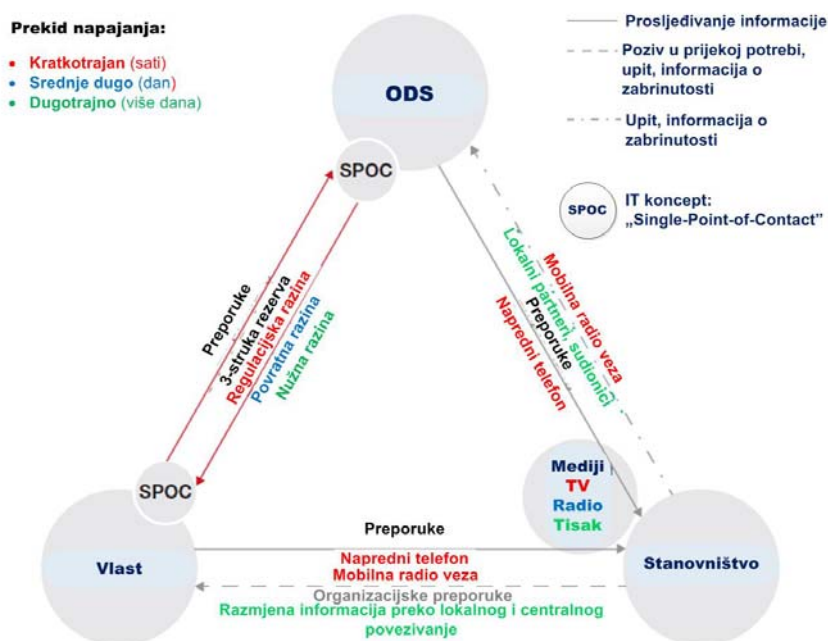 Prekid napajanja:
• Kratkotrajan (sati)
• Srednje dugo (dan)
• Dugotrajno (više dana)
ODS
SPOC
Prosljeđivanje informacije
Poziv u prijekoj potrebi,
upit, informacija o
zabrinutosti
Upit, informacija o
zabrinutosti
SPOC
IT koncept:
„Single-Point-of-Contact”
Preporuke
3-struka rezerva
Regulacijska razina
Povratna razina
Nužna razina
Mobilna radio veza
Lokalni partneri, sudionici
Preporuke
Napredni telefon
SPOC
Vlast
Mediji
TV
Radio
Tisak
Stanovništvo
Preporuke
Napredni telefon
Mobilna radio veza
Organizacijske preporuke
Razmjena informacija preko lokalnog i centralnog
povezivanje